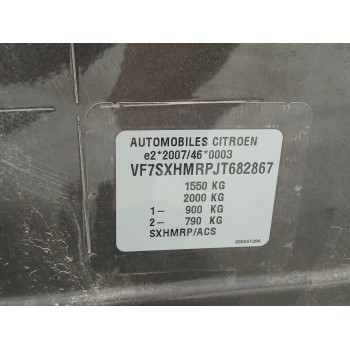 AUTOMOBILES CITROEN
e2*2007/46*0003
VF7SXHMRPJT682867
1550 KG
2000 KG
1– 900 KG
2– 790 KG
SXHMRP/ACS